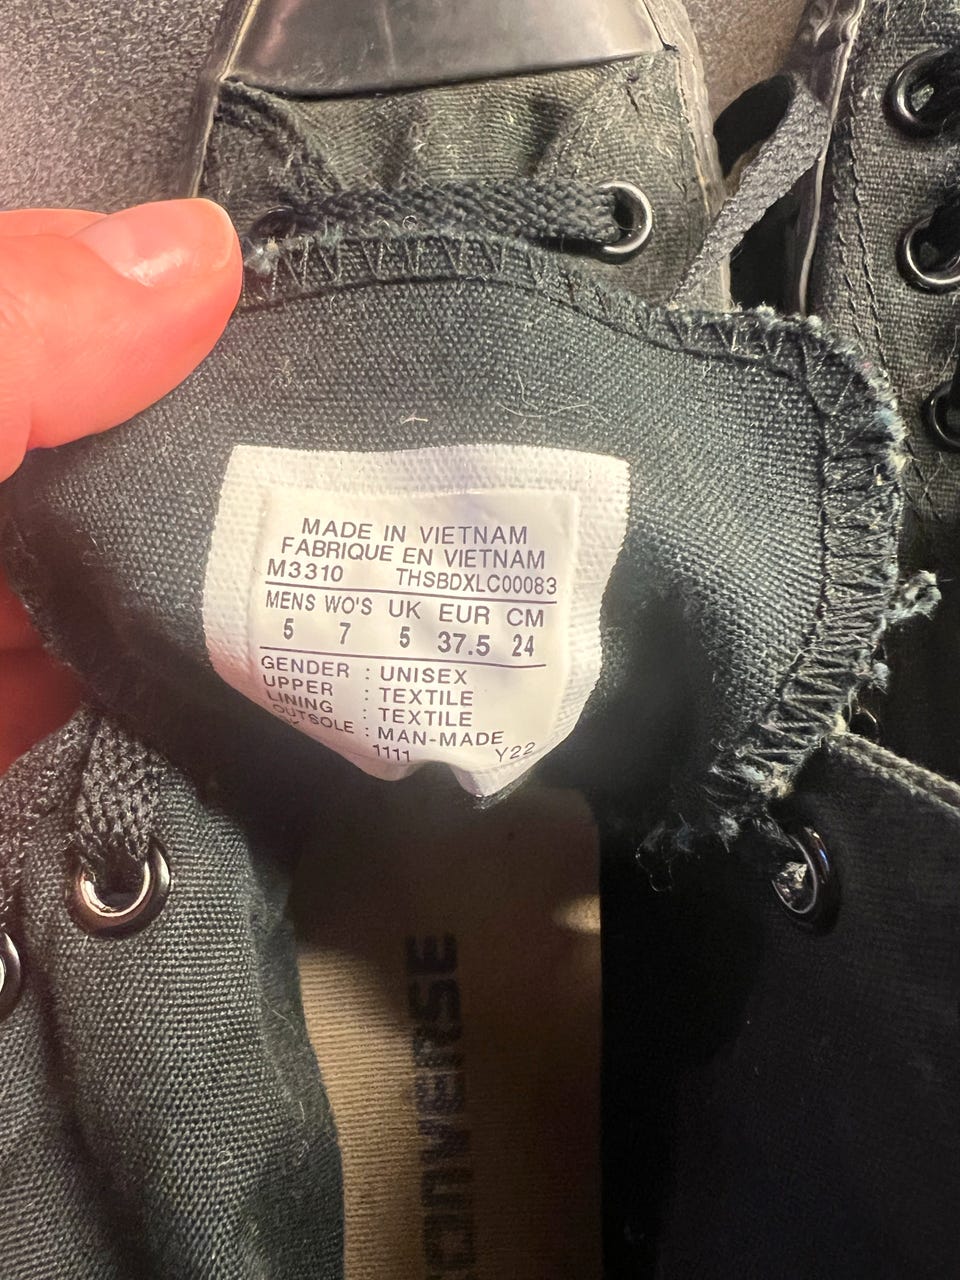 MADE IN VIETNAM
FABRIQUE EN VIETNAM
M3310 THSBDXLC00083
MENS WO'S UK EUR CM
5 7 5 37.5 24
GENDER : UNISEX
UPPER : TEXTILE
LINING : TEXTILE
OUTSOLE : MAN-MADE
1111 Y22
CONVERSE